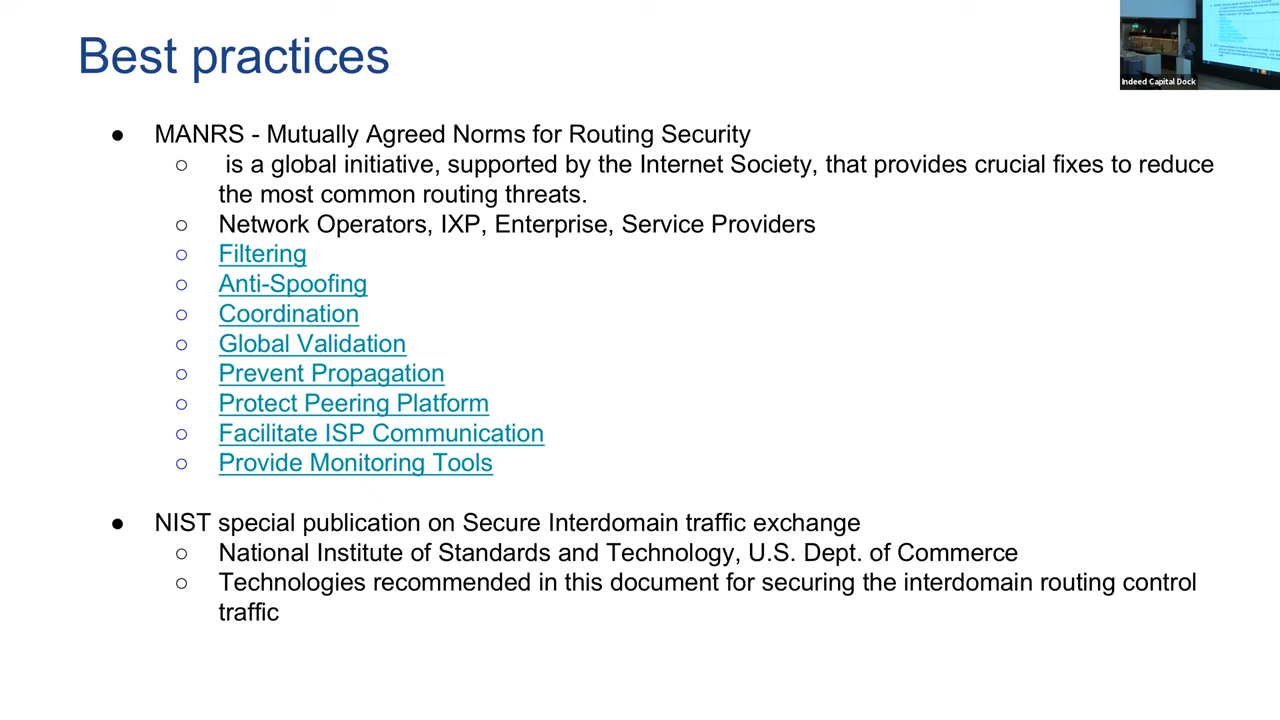 Best practices
Indeed Capital Dock
● MANRS - Mutually Agreed Norms for Routing Security
○ is a global initiative, supported by the Internet Society, that provides crucial fixes to reduce
the most common routing threats.
○ Network Operators, IXP, Enterprise, Service Providers
○ Filtering
○ Anti-Spoofing
○ Coordination
○ Global Validation
○ Prevent Propagation
○ Protect Peering Platform
○ Facilitate ISP Communication
○ Provide Monitoring Tools
● NIST special publication on Secure Interdomain traffic exchange
○ National Institute of Standards and Technology, U.S. Dept. of Commerce
○ Technologies recommended in this document for securing the interdomain routing control
traffic